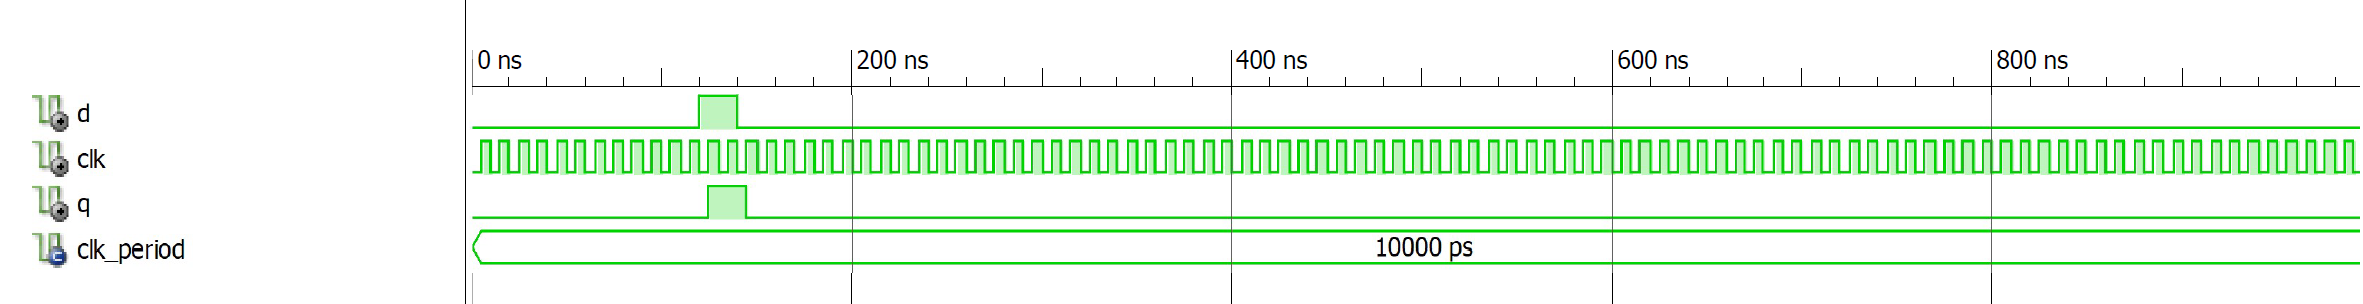 0 ns 200 ns 400 ns 600 ns 800 ns
d
clk
q
clk_period 10000 ps